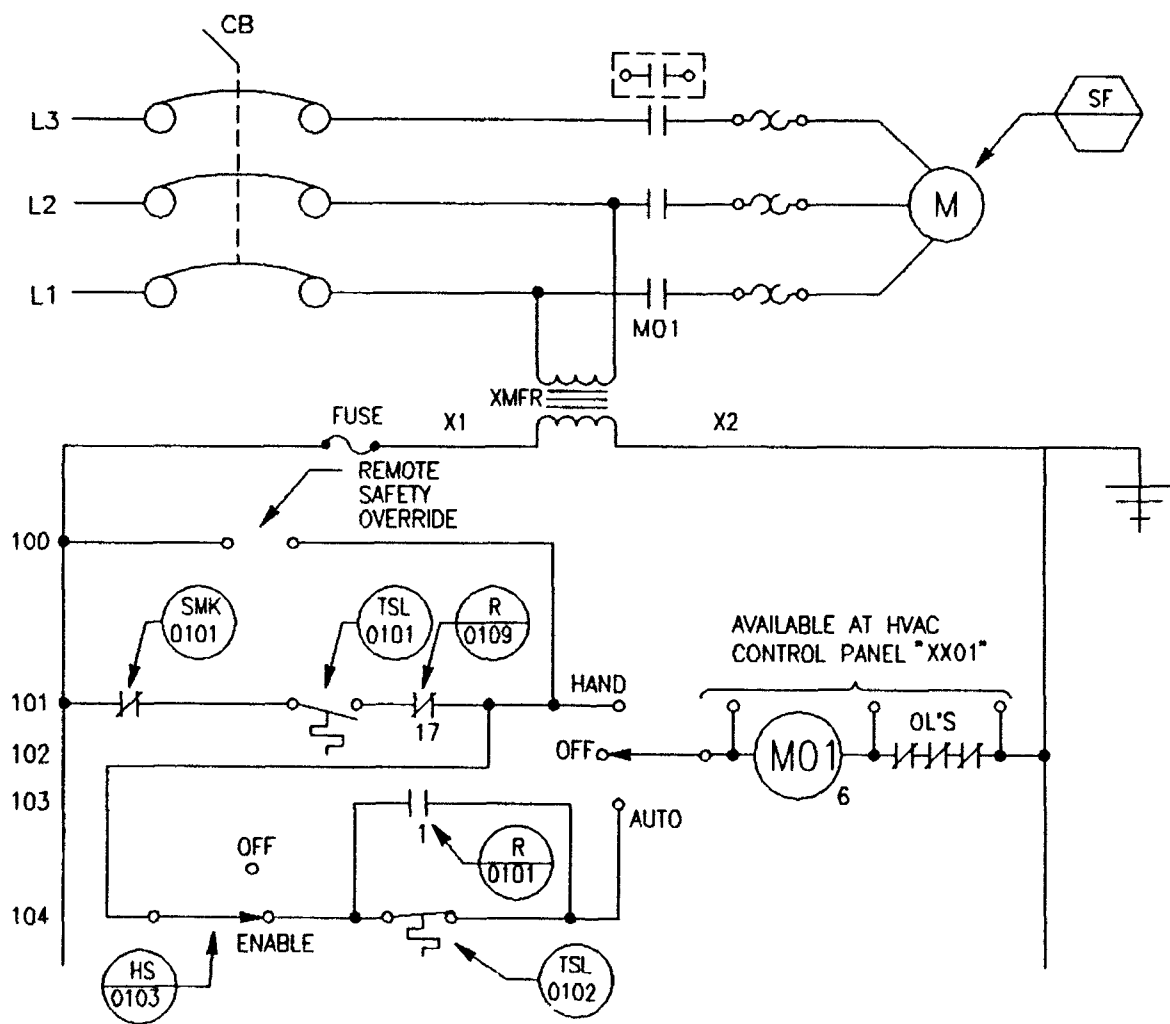 CB
SF
L3
L2
M
L1
M01
XMFR
FUSE
X1
X2
REMOTE
SAFETY
OVERRIDE
100
SMK
0101
TSL
0101
R
0109
AVAILABLE AT HVAC
CONTROL PANEL "XX01"
101
HAND
17
OL'S
102
OFF
M01
6
103
AUTO
1
OFF
R
0101
104
ENABLE
HS
0103
TSL
0102